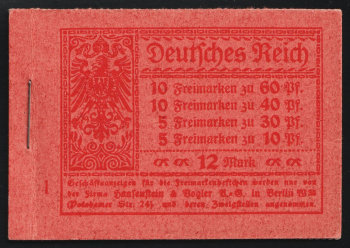 Deutsches Reich
10 Freimarken zu 60 Pf.
10 Freimarken zu 40 Pf.
5 Freimarken zu 30 Pf.
5 Freimarken zu 10 Pf.
12 Mark
1
Geschäftsanzeigen für die Freimarkenheftchen werden nur von
der Firma Haasenstein & Vogler A.=G. in Berlin W 35
(Potsdamer Str. 24) und deren Zweigstellen angenommen.